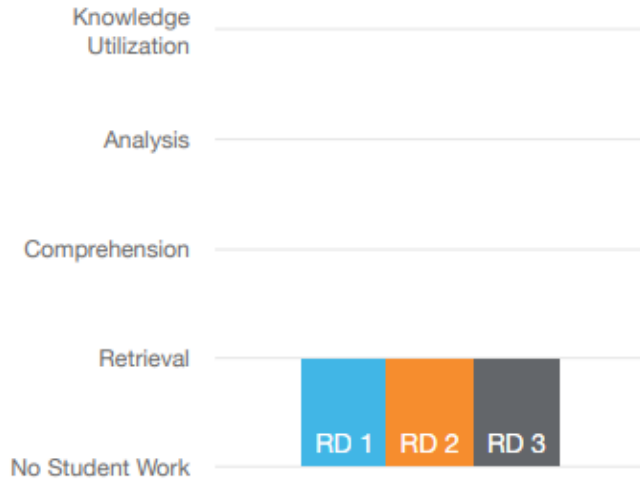 Knowledge
Utilization
Analysis
Comprehension
Retrieval
RD 1 RD 2 RD 3
No Student Work